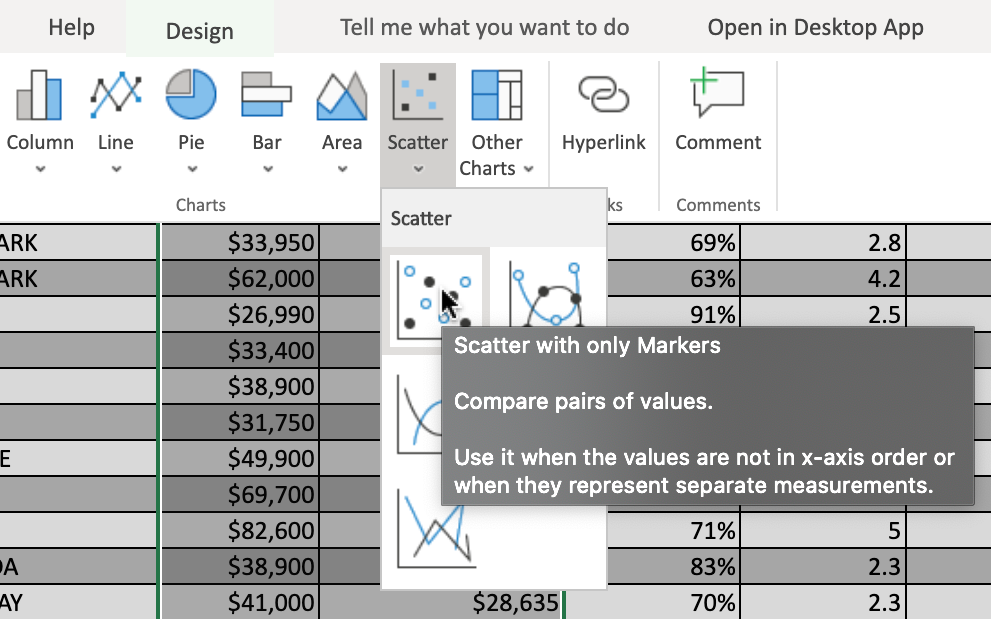 Help Design Tell me what you want to do Open in Desktop App
Column Line Pie Bar Area Scatter Other Charts Hyperlink Comment
Charts ks Comments
Scatter
ARK $33,950 69% 2.8
ARK $62,000 63% 4.2
$26,990 91% 2.5
$33,400
$38,900
$31,750
E $49,900
$69,700
$82,600 71% 5
DA $38,900 83% 2.3
AY $41,000 $28,635 70% 2.3
Scatter with only Markers
Compare pairs of values.
Use it when the values are not in x-axis order or
when they represent separate measurements.